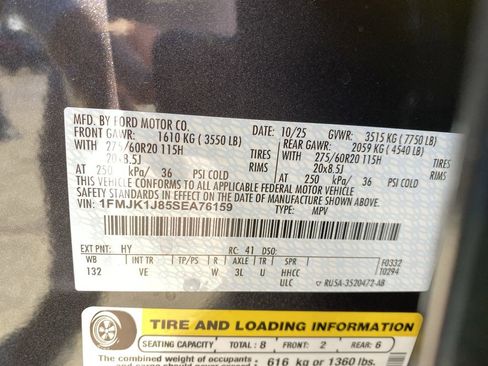 MFD. BY FORD MOTOR CO.
DATE: 10/25 GVWR: 3515 KG ( 7750 LB)
FRONT GAWR: 1610 KG ( 3550 LB) REAR GAWR: 2059 KG ( 4540 LB)
WITH 275/60R20 115H TIRES WITH 275/60R20 115H TIRES
20x8.5J RIMS 20x8.5J RIMS
AT 250 kPa/ 36 PSI COLD AT 250 kPa/ 36 PSI COLD
THIS VEHICLE CONFORMS TO ALL APPLICABLE FEDERAL MOTOR VEHICLE
SAFETY STANDARDS IN EFFECT ON THE DATE OF MANUFACTURE SHOWN ABOVE.
VIN: 1FMJK1J85SEA76159
TYPE: MPV
EXT PNT: HY RC: 41 DSO:
WB INT TR TP/PS R AXLE TR SPR F0332
132 VE W 3L U HHCC T0294
ULC RU5A-3520472-AB
TIRE AND LOADING INFORMATION
SEATING CAPACITY TOTAL : 8 FRONT: 2 REAR: 6
The combined weight of occupants
616 kg or 1360 lbs.